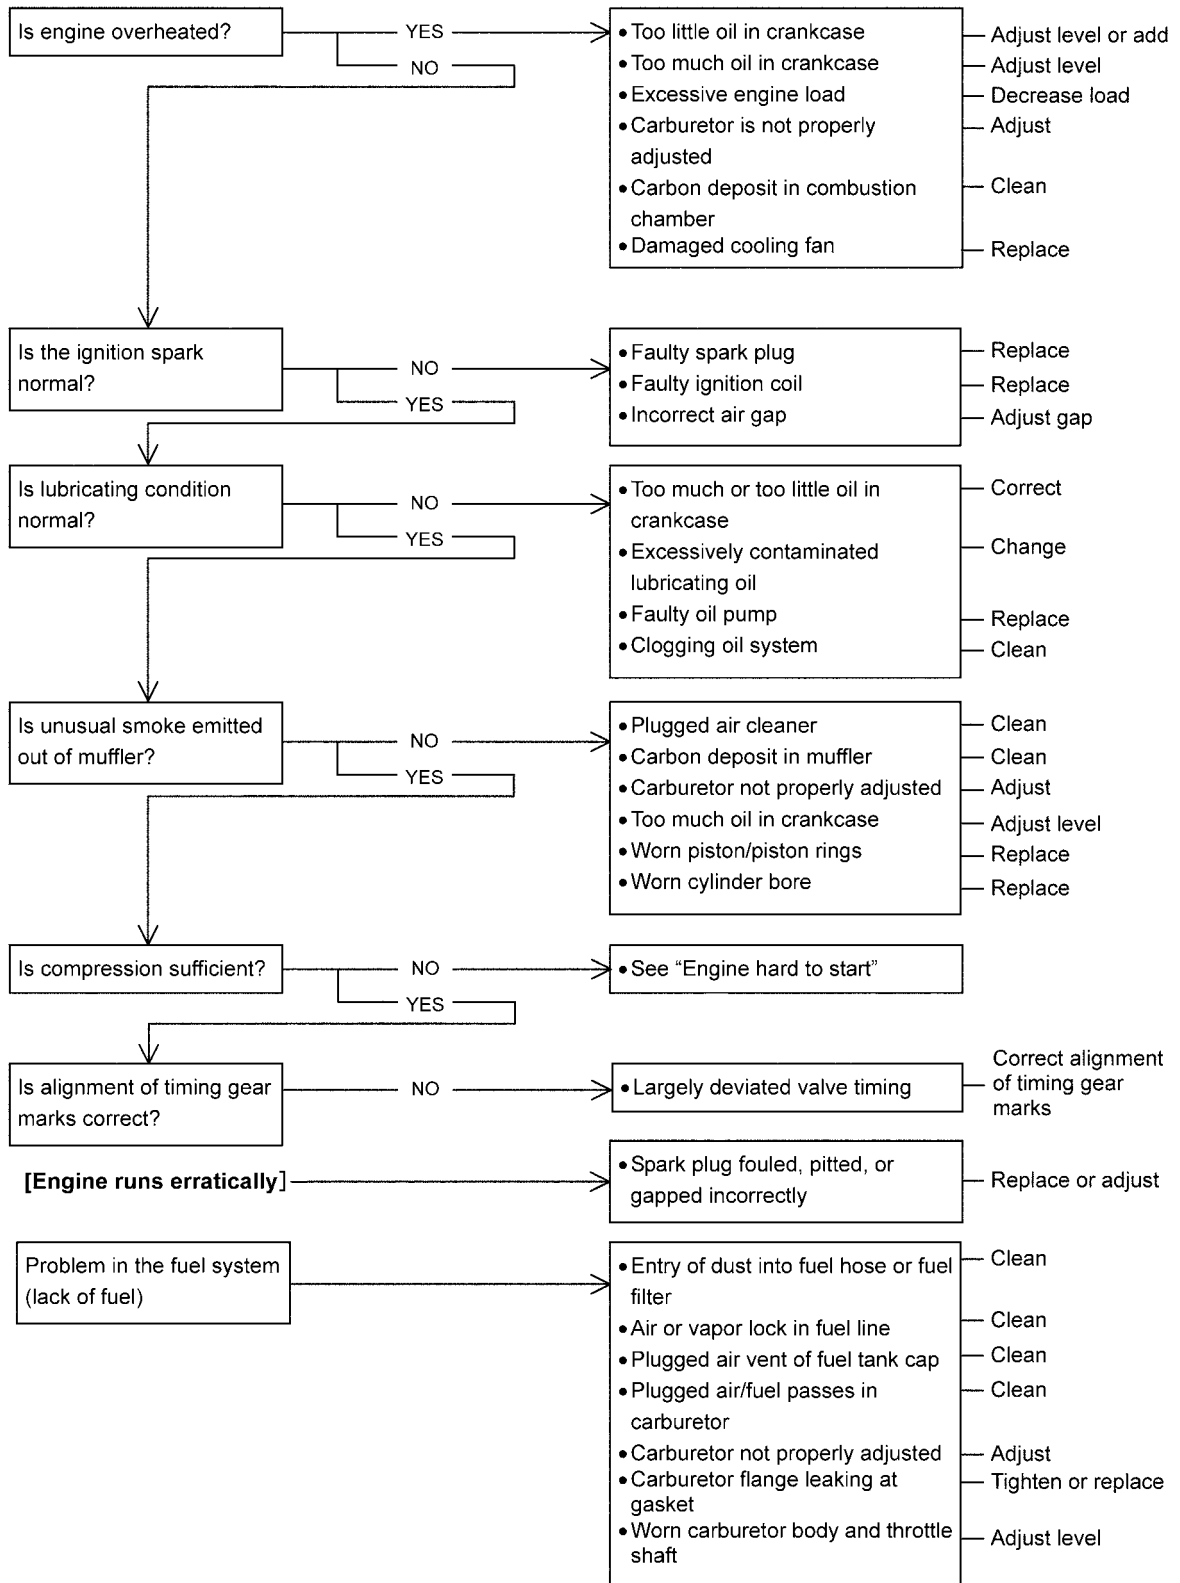 Is engine overheated?
YES
NO
• Too little oil in crankcase
Adjust level or add
• Too much oil in crankcase
Adjust level
• Excessive engine load
Decrease load
• Carburetor is not properly
adjusted
Adjust
• Carbon deposit in combustion
chamber
Clean
• Damaged cooling fan
Replace
Is the ignition spark
normal?
NO
YES
• Faulty spark plug
Replace
• Faulty ignition coil
Replace
• Incorrect air gap
Adjust gap
Is lubricating condition
normal?
NO
YES
• Too much or too little oil in
crankcase
Correct
• Excessively contaminated
lubricating oil
Change
• Faulty oil pump
Replace
• Clogging oil system
Clean
Is unusual smoke emitted
out of muffler?
NO
YES
• Plugged air cleaner
Clean
• Carbon deposit in muffler
Clean
• Carburetor not properly adjusted
Adjust
• Too much oil in crankcase
Adjust level
• Worn piston/piston rings
Replace
• Worn cylinder bore
Replace
Is compression sufficient?
NO
YES
• See “Engine hard to start”
Is alignment of timing gear
marks correct?
NO
• Largely deviated valve timing
Correct alignment
of timing gear
marks
[Engine runs erratically]
• Spark plug fouled, pitted, or
gapped incorrectly
Replace or adjust
Problem in the fuel system
(lack of fuel)
• Entry of dust into fuel hose or fuel
filter
Clean
• Air or vapor lock in fuel line
Clean
• Plugged air vent of fuel tank cap
Clean
• Plugged air/fuel passes in
carburetor
Clean
• Carburetor not properly adjusted
Adjust
• Carburetor flange leaking at
gasket
Tighten or replace
• Worn carburetor body and throttle
shaft
Adjust level